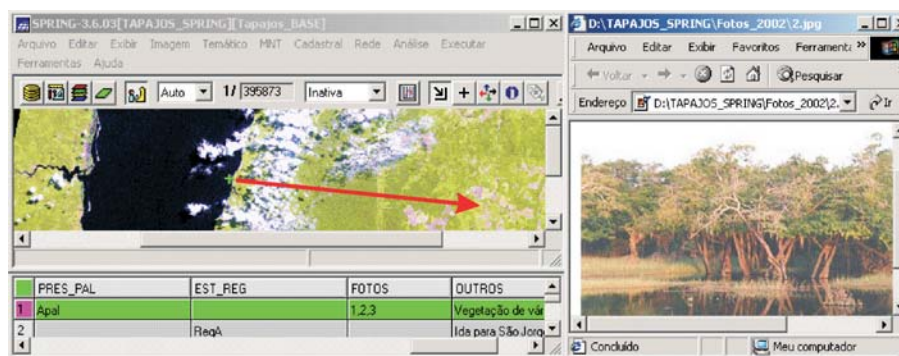 SPRING-3.6.03[TAPAJOS_SPRING][Tapajos_BASE]
Arquivo Editar Exibir Imagem Temático MNT Cadastral Rede Análise Executar
Ferramentas Ajuda
Auto 1/ 395873 Inativa
PRES_PAL EST_REG FOTOS OUTROS
1 Apal 1,2,3 Vegetação de vár
2 RegA Ida para São Jorg
D:\TAPAJOS_SPRING\Fotos_2002\2.jpg
Arquivo Editar Exibir Favoritos Ferramenta »
Voltar Pesquisar
Endereço D:\TAPAJOS_SPRING\Fotos_2002\2. Ir
Concluído Meu computador